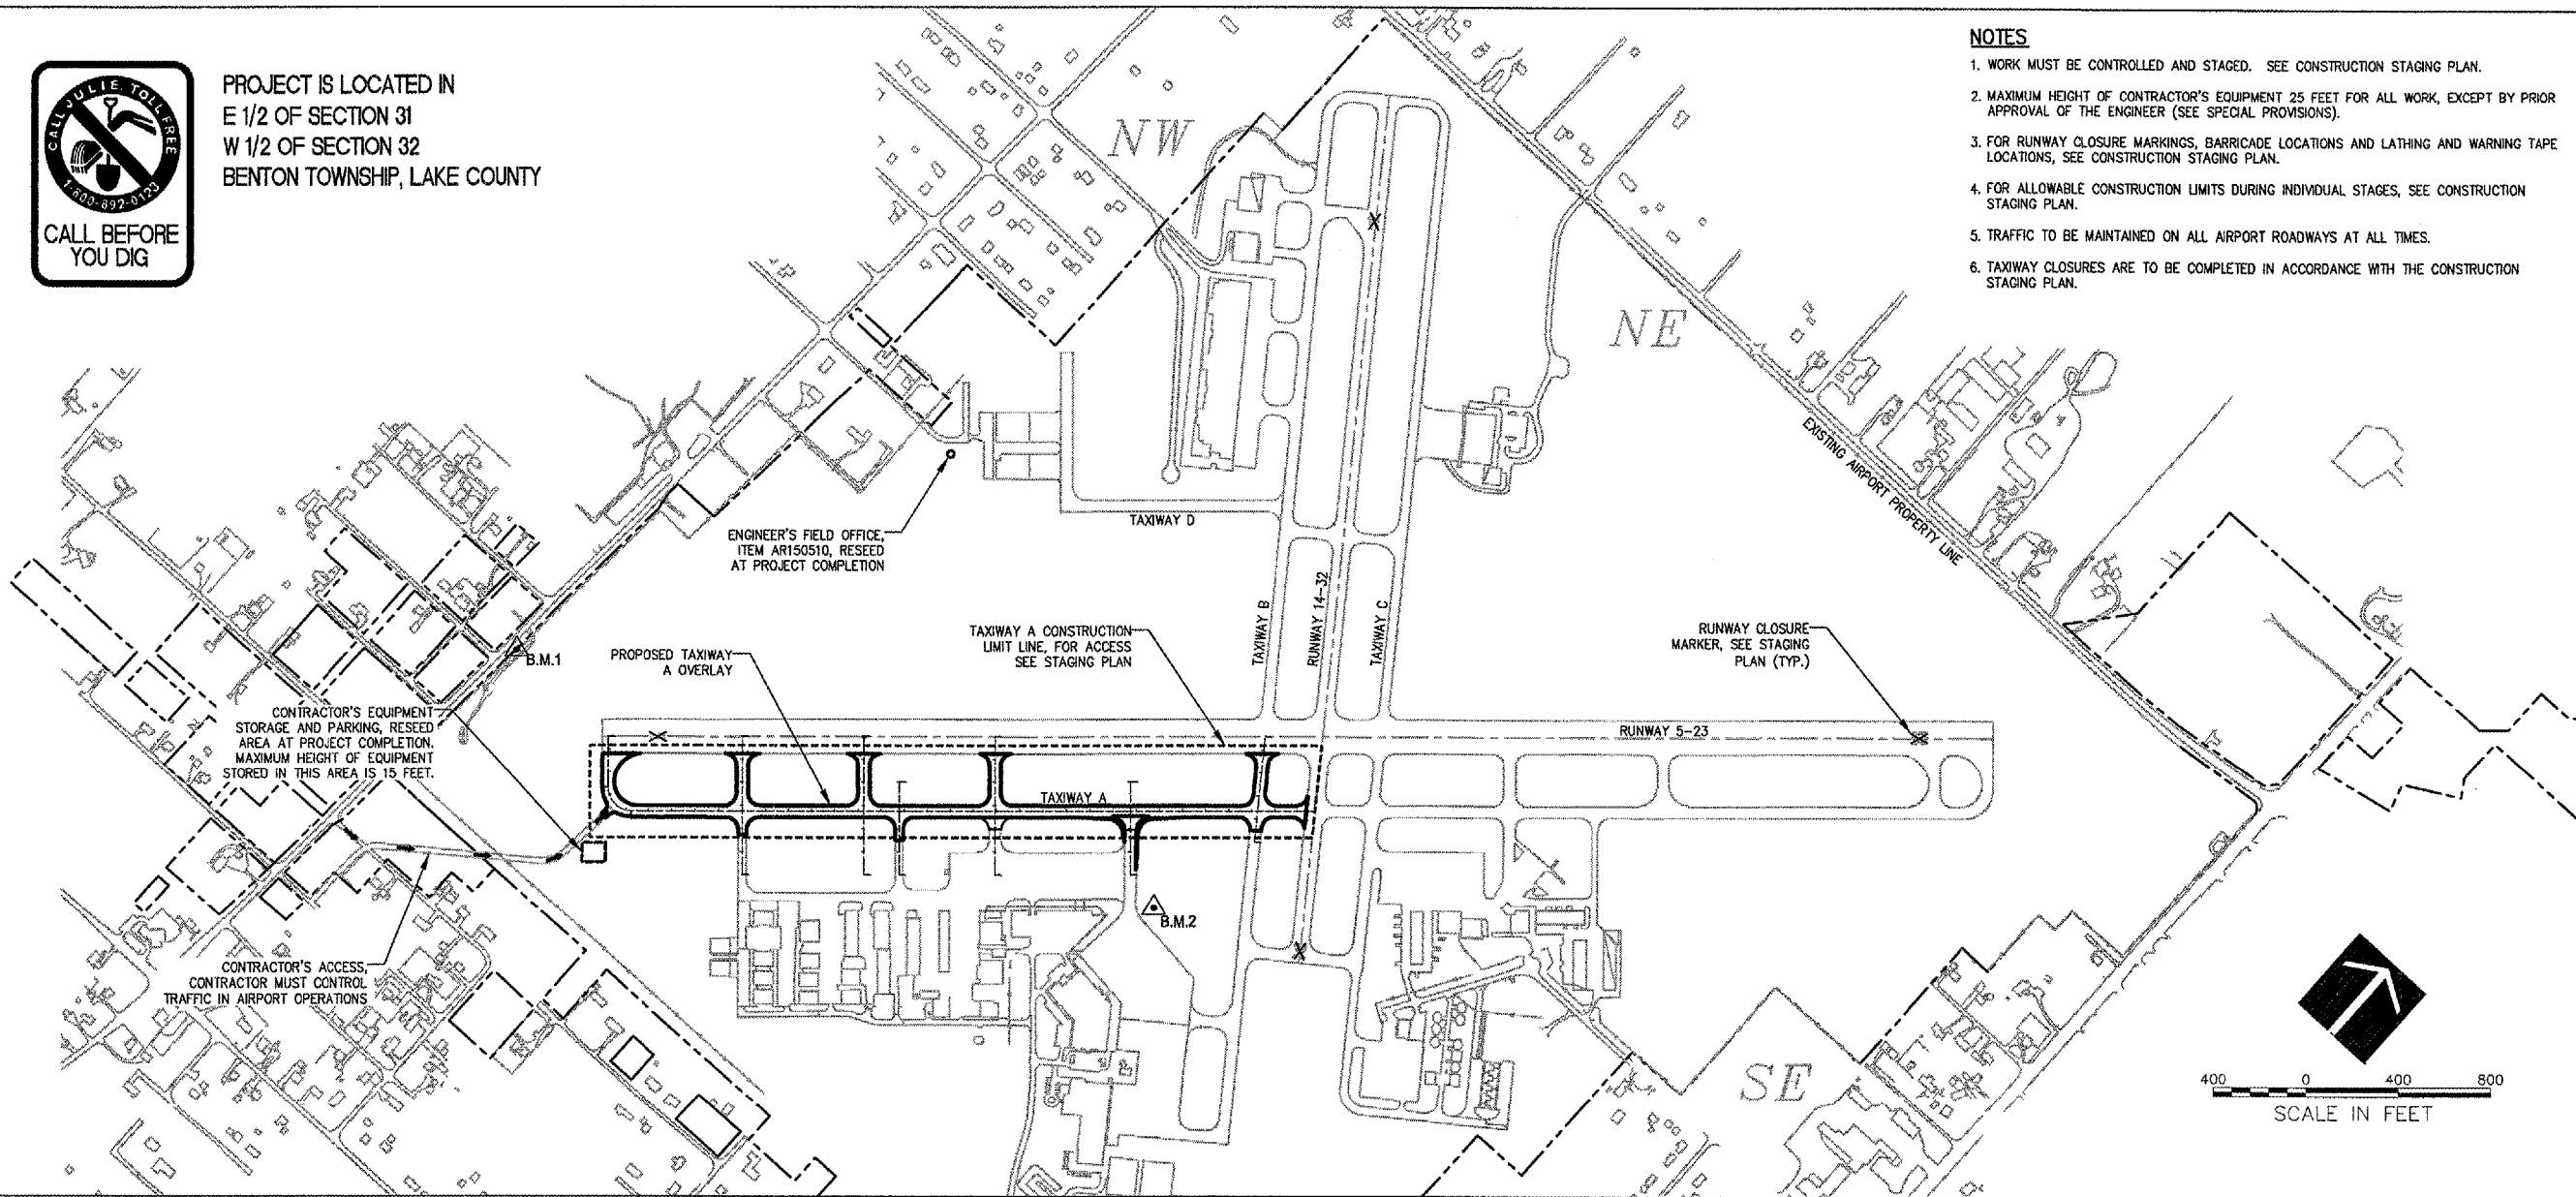 CALL JULIE TOLL FREE
1-800-892-0123
CALL BEFORE
YOU DIG
PROJECT IS LOCATED IN
E 1/2 OF SECTION 31
W 1/2 OF SECTION 32
BENTON TOWNSHIP, LAKE COUNTY
NOTES
1. WORK MUST BE CONTROLLED AND STAGED. SEE CONSTRUCTION STAGING PLAN.
2. MAXIMUM HEIGHT OF CONTRACTOR'S EQUIPMENT 25 FEET FOR ALL WORK, EXCEPT BY PRIOR
APPROVAL OF THE ENGINEER (SEE SPECIAL PROVISIONS).
3. FOR RUNWAY CLOSURE MARKINGS, BARRICADE LOCATIONS AND LATHING AND WARNING TAPE
LOCATIONS, SEE CONSTRUCTION STAGING PLAN.
4. FOR ALLOWABLE CONSTRUCTION LIMITS DURING INDIVIDUAL STAGES, SEE CONSTRUCTION
STAGING PLAN.
5. TRAFFIC TO BE MAINTAINED ON ALL AIRPORT ROADWAYS AT ALL TIMES.
6. TAXIWAY CLOSURES ARE TO BE COMPLETED IN ACCORDANCE WITH THE CONSTRUCTION
STAGING PLAN.
NW
NE
EXISTING AIRPORT PROPERTY LINE
TAXIWAY D
ENGINEER'S FIELD OFFICE,
ITEM AR150510, RESEED
AT PROJECT COMPLETION
TAXIWAY B
RUNWAY 14-32
TAXIWAY C
B.M.1
PROPOSED TAXIWAY
A OVERLAY
TAXIWAY A CONSTRUCTION
LIMIT LINE, FOR ACCESS
SEE STAGING PLAN
RUNWAY CLOSURE
MARKER, SEE STAGING
PLAN (TYP.)
CONTRACTOR'S EQUIPMENT
STORAGE AND PARKING, RESEED
AREA AT PROJECT COMPLETION.
MAXIMUM HEIGHT OF EQUIPMENT
STORED IN THIS AREA IS 15 FEET.
RUNWAY 5-23
TAXIWAY A
B.M.2
CONTRACTOR'S ACCESS,
CONTRACTOR MUST CONTROL
TRAFFIC IN AIRPORT OPERATIONS
SE
400 0 400 800
SCALE IN FEET